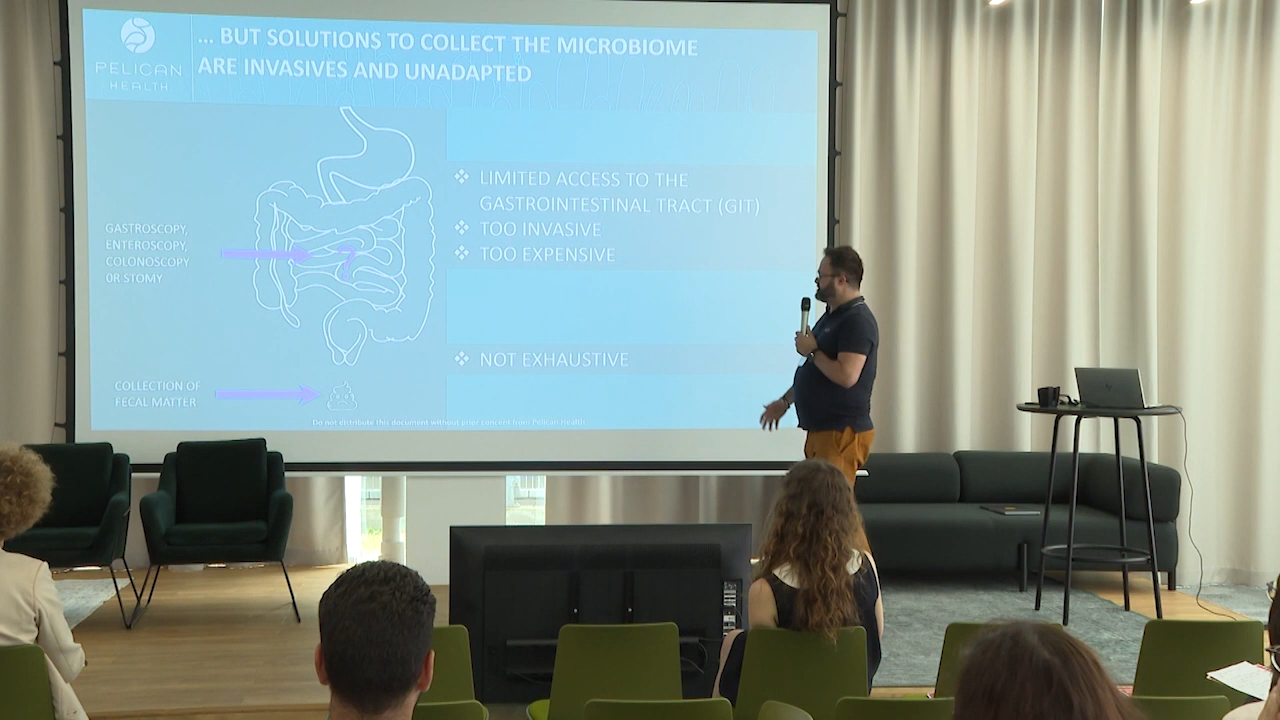 ... BUT SOLUTIONS TO COLLECT THE MICROBIOME
ARE INVASIVES AND UNADAPTED
PELICAN
HEALTH
LIMITED ACCESS TO THE
GASTROINTESTINAL TRACT (GIT)
TOO INVASIVE
TOO EXPENSIVE
GASTROSCOPY,
ENTEROSCOPY,
COLONOSCOPY
OR STOMY
?
NOT EXHAUSTIVE
COLLECTION OF
FECAL MATTER
Do not distribute this document without prior concent from Pelican Health